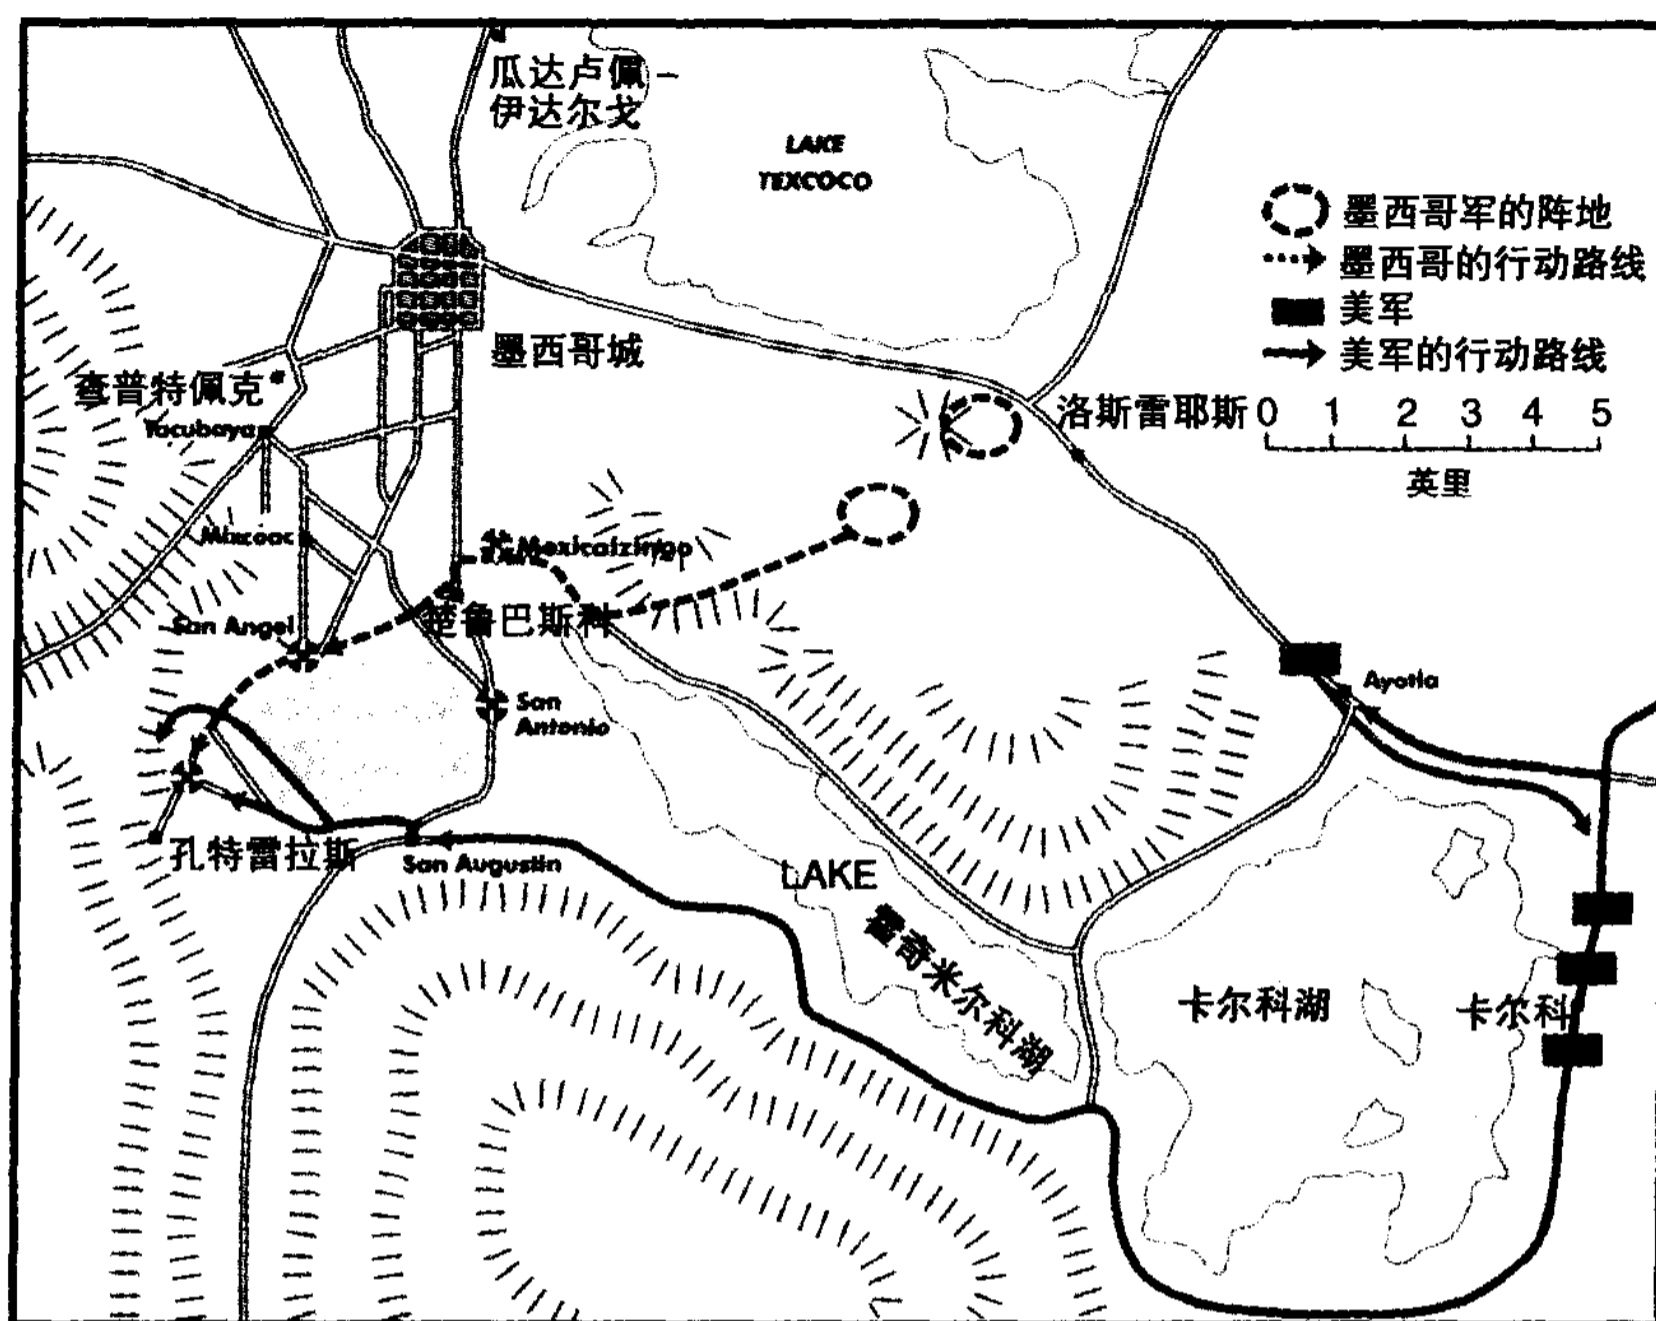 瓜达卢佩－
伊达尔戈
LAKE
TEXCOCO
墨西哥军的阵地
墨西哥的行动路线
美军
美军的行动路线
墨西哥城
查普特佩克
Tacubaya
洛斯雷耶斯
0 1 2 3 4 5
英里
Mixcoac
Mexicalzingo
楚鲁巴斯科
San Angel
San
Antonio
Ayotla
孔特雷拉斯
San Augustin
LAKE
霍奇米尔科湖
卡尔科湖
卡尔科